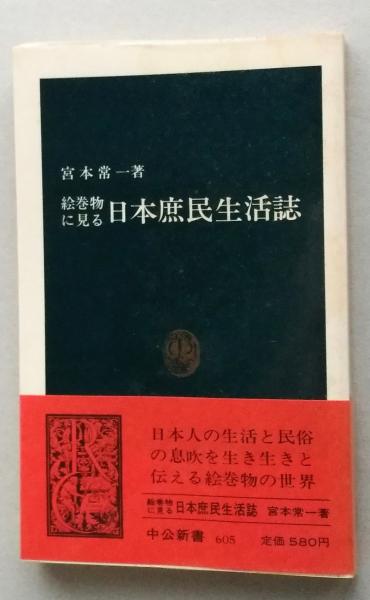 宮本常一著
絵巻物に見る 日本庶民生活誌
日本人の生活と民俗
の息吹を生き生きと
伝える絵巻物の世界
絵巻物に見る 日本庶民生活誌 宮本常一著
中公新書 605 定価 580円